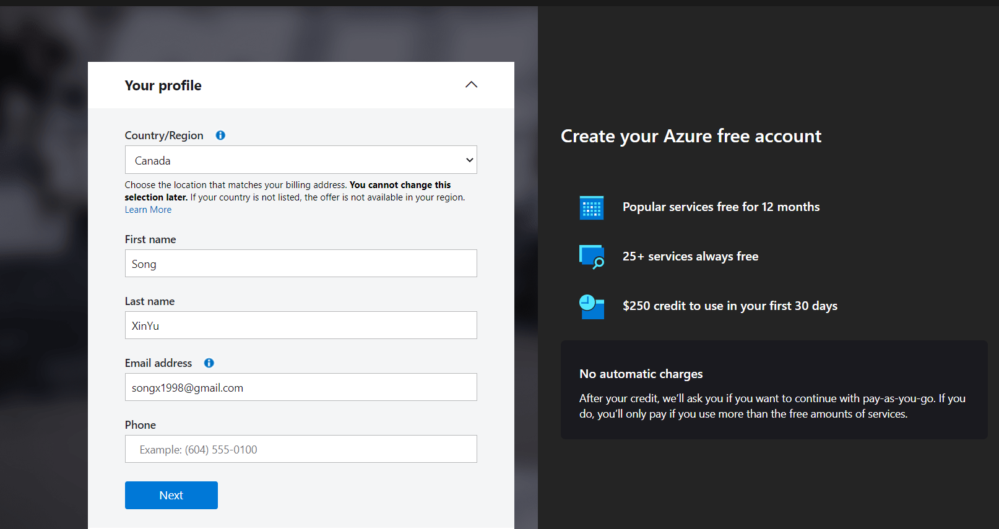 Your profile
Country/Region
Canada
Choose the location that matches your billing address. You cannot change this
selection later. If your country is not listed, the offer is not available in your region.
Learn More
First name
Song
Last name
XinYu
Email address
songx1998@gmail.com
Phone
Example: (604) 555-0100
Next
Create your Azure free account
Popular services free for 12 months
25+ services always free
$250 credit to use in your first 30 days
No automatic charges
After your credit, we’ll ask you if you want to continue with pay-as-you-go. If you
do, you’ll only pay if you use more than the free amounts of services.